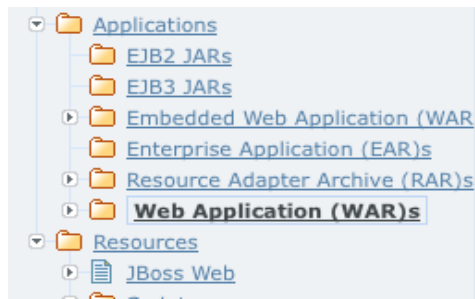 Applications
EJB2 JARs
EJB3 JARs
Embedded Web Application (WAR
Enterprise Application (EAR)s
Resource Adapter Archive (RAR)s
Web Application (WAR)s
Resources
JBoss Web